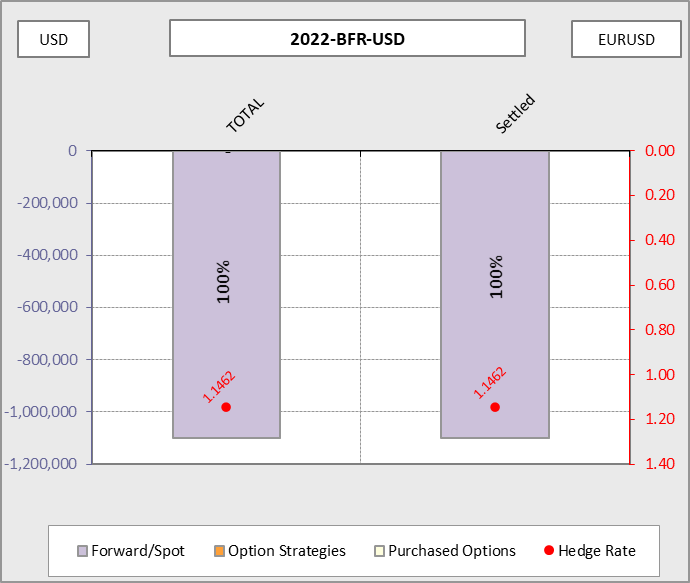 USD
2022-BFR-USD
EURUSD
TOTAL
Settled
0
-200,000
-400,000
-600,000
-800,000
-1,000,000
-1,200,000
-
100%
100%
1.1462
1.1462
0.00
0.20
0.40
0.60
0.80
1.00
1.20
1.40
Forward/Spot
Option Strategies
Purchased Options
Hedge Rate